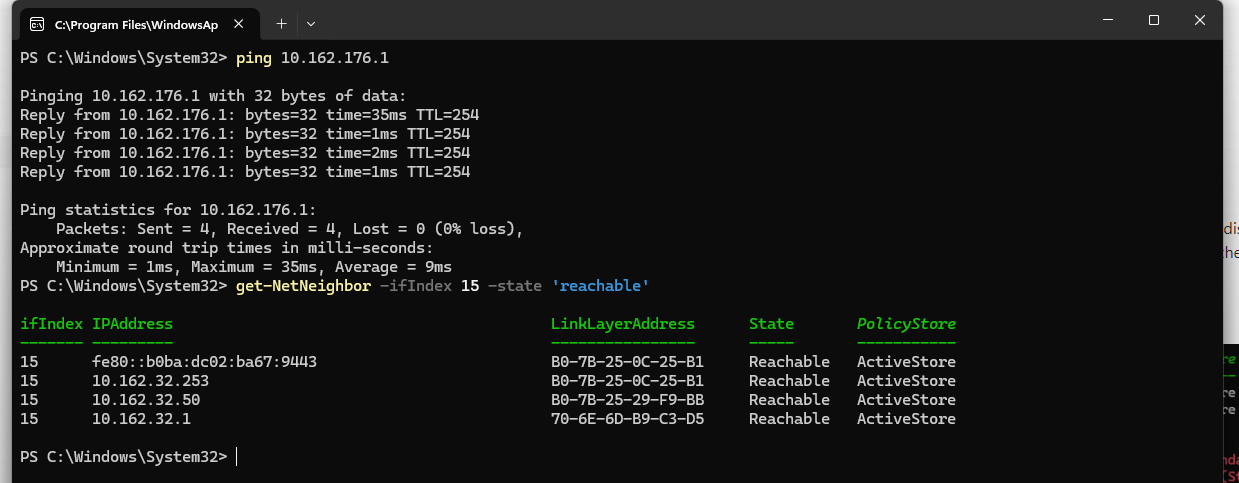 C:\Program Files\WindowsAp
PS C:\Windows\System32> ping 10.162.176.1
Pinging 10.162.176.1 with 32 bytes of data:
Reply from 10.162.176.1: bytes=32 time=35ms TTL=254
Reply from 10.162.176.1: bytes=32 time=1ms TTL=254
Reply from 10.162.176.1: bytes=32 time=2ms TTL=254
Reply from 10.162.176.1: bytes=32 time=1ms TTL=254
Ping statistics for 10.162.176.1:
    Packets: Sent = 4, Received = 4, Lost = 0 (0% loss),
Approximate round trip times in milli-seconds:
    Minimum = 1ms, Maximum = 35ms, Average = 9ms
PS C:\Windows\System32> get-NetNeighbor -ifIndex 15 -state 'reachable'
ifIndex IPAddress                                          LinkLayerAddress      State       PolicyStore
------- ---------                                          ----------------      -----       -----------
15      fe80::b0ba:dc02:ba67:9443                          B0-7B-25-0C-25-B1     Reachable   ActiveStore
15      10.162.32.253                                      B0-7B-25-0C-25-B1     Reachable   ActiveStore
15      10.162.32.50                                       B0-7B-25-29-F9-BB     Reachable   ActiveStore
15      10.162.32.1                                        70-6E-6D-B9-C3-D5     Reachable   ActiveStore
PS C:\Windows\System32>